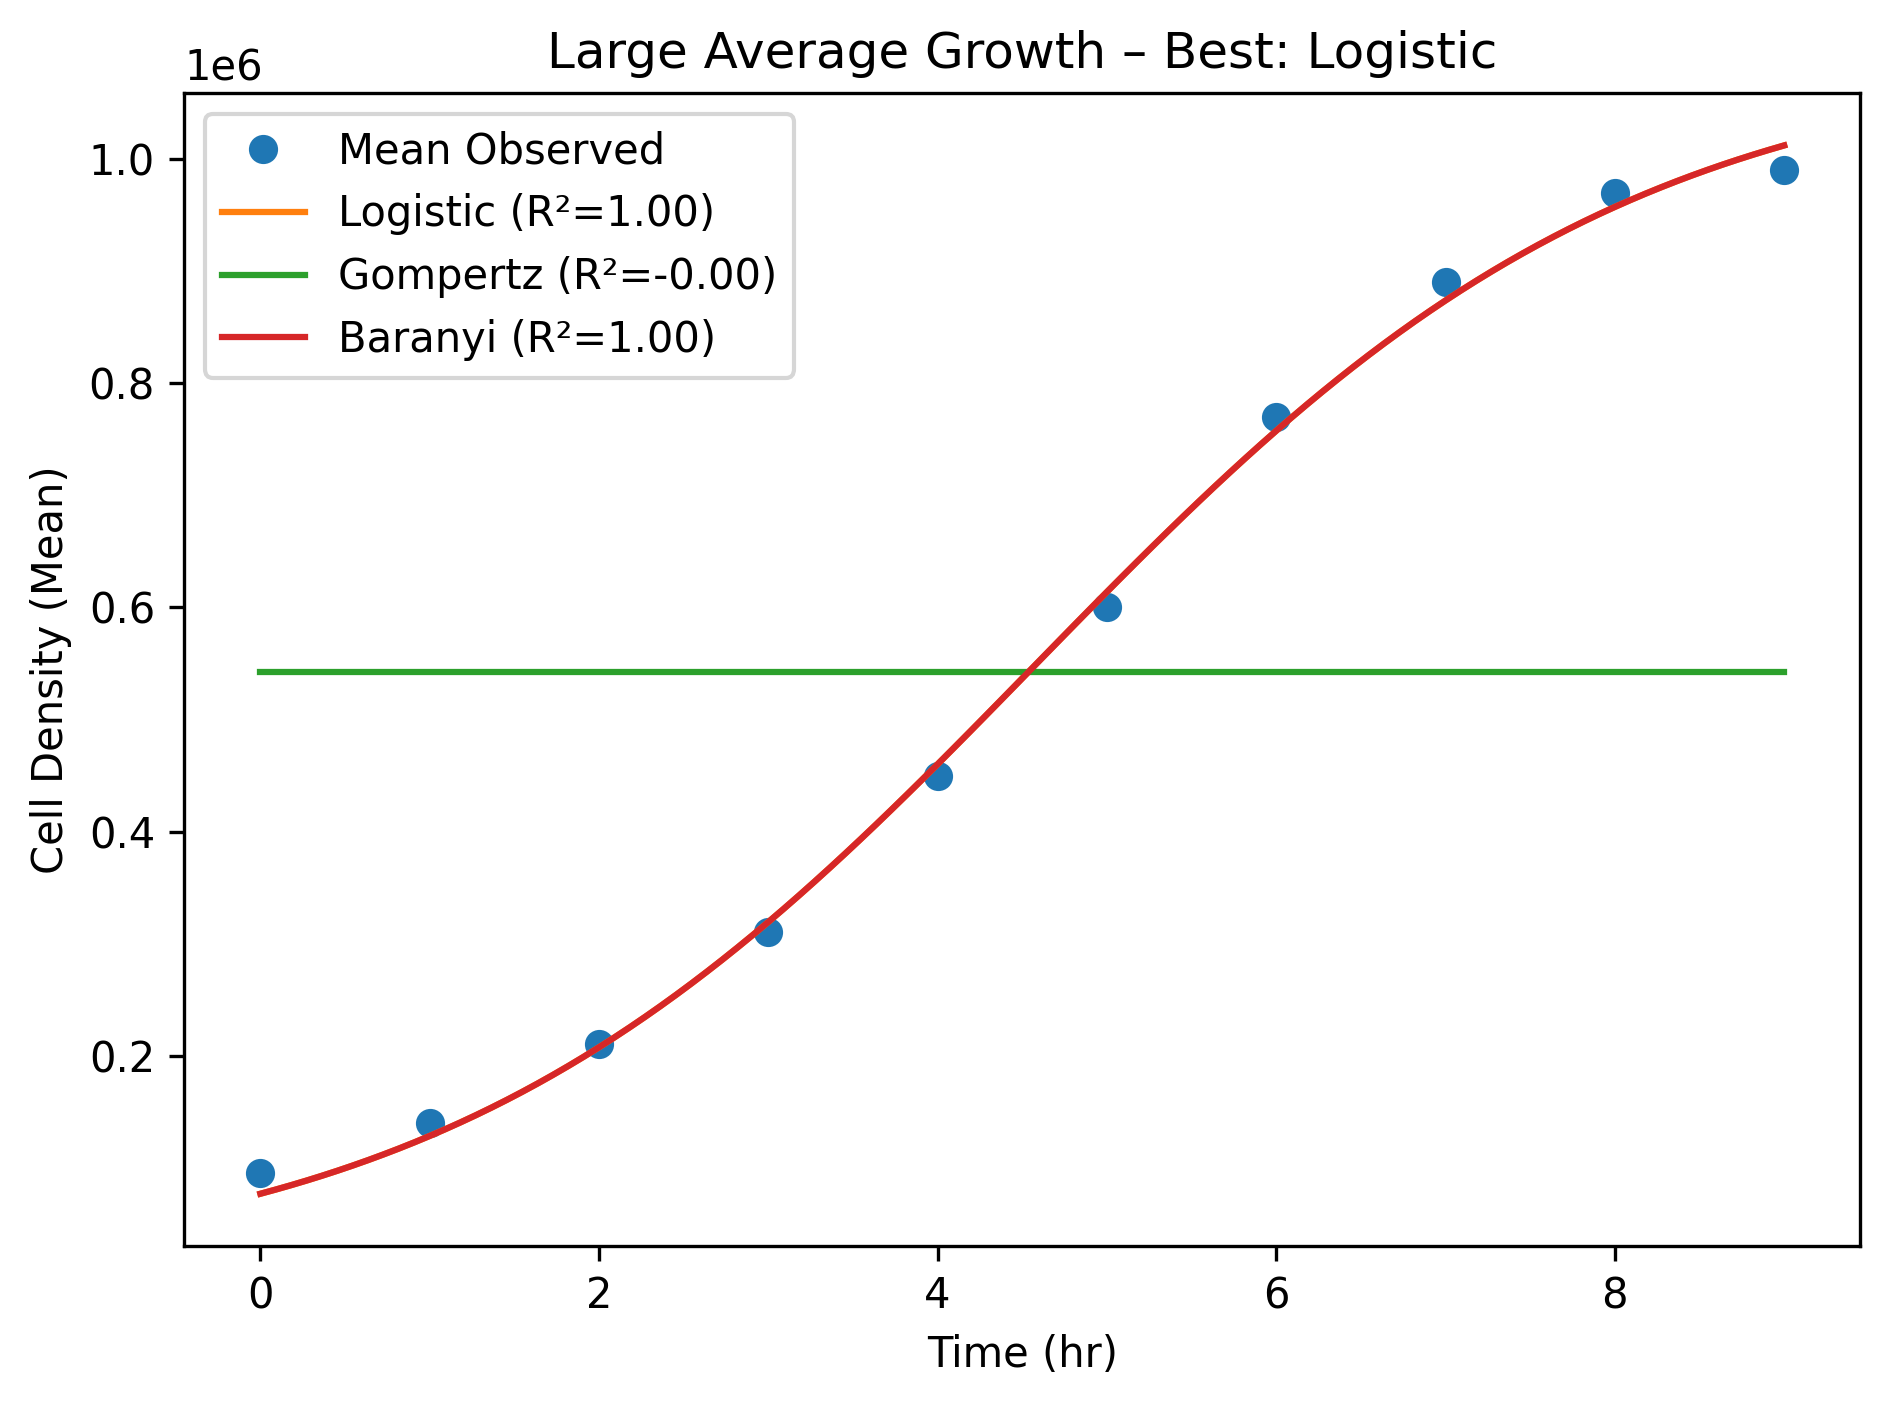 Large Average Growth – Best: Logistic
1e6
Mean Observed
Logistic (R²=1.00)
Gompertz (R²=-0.00)
Baranyi (R²=1.00)
1.0
0.8
0.6
0.4
0.2
Cell Density (Mean)
0 2 4 6 8
Time (hr)